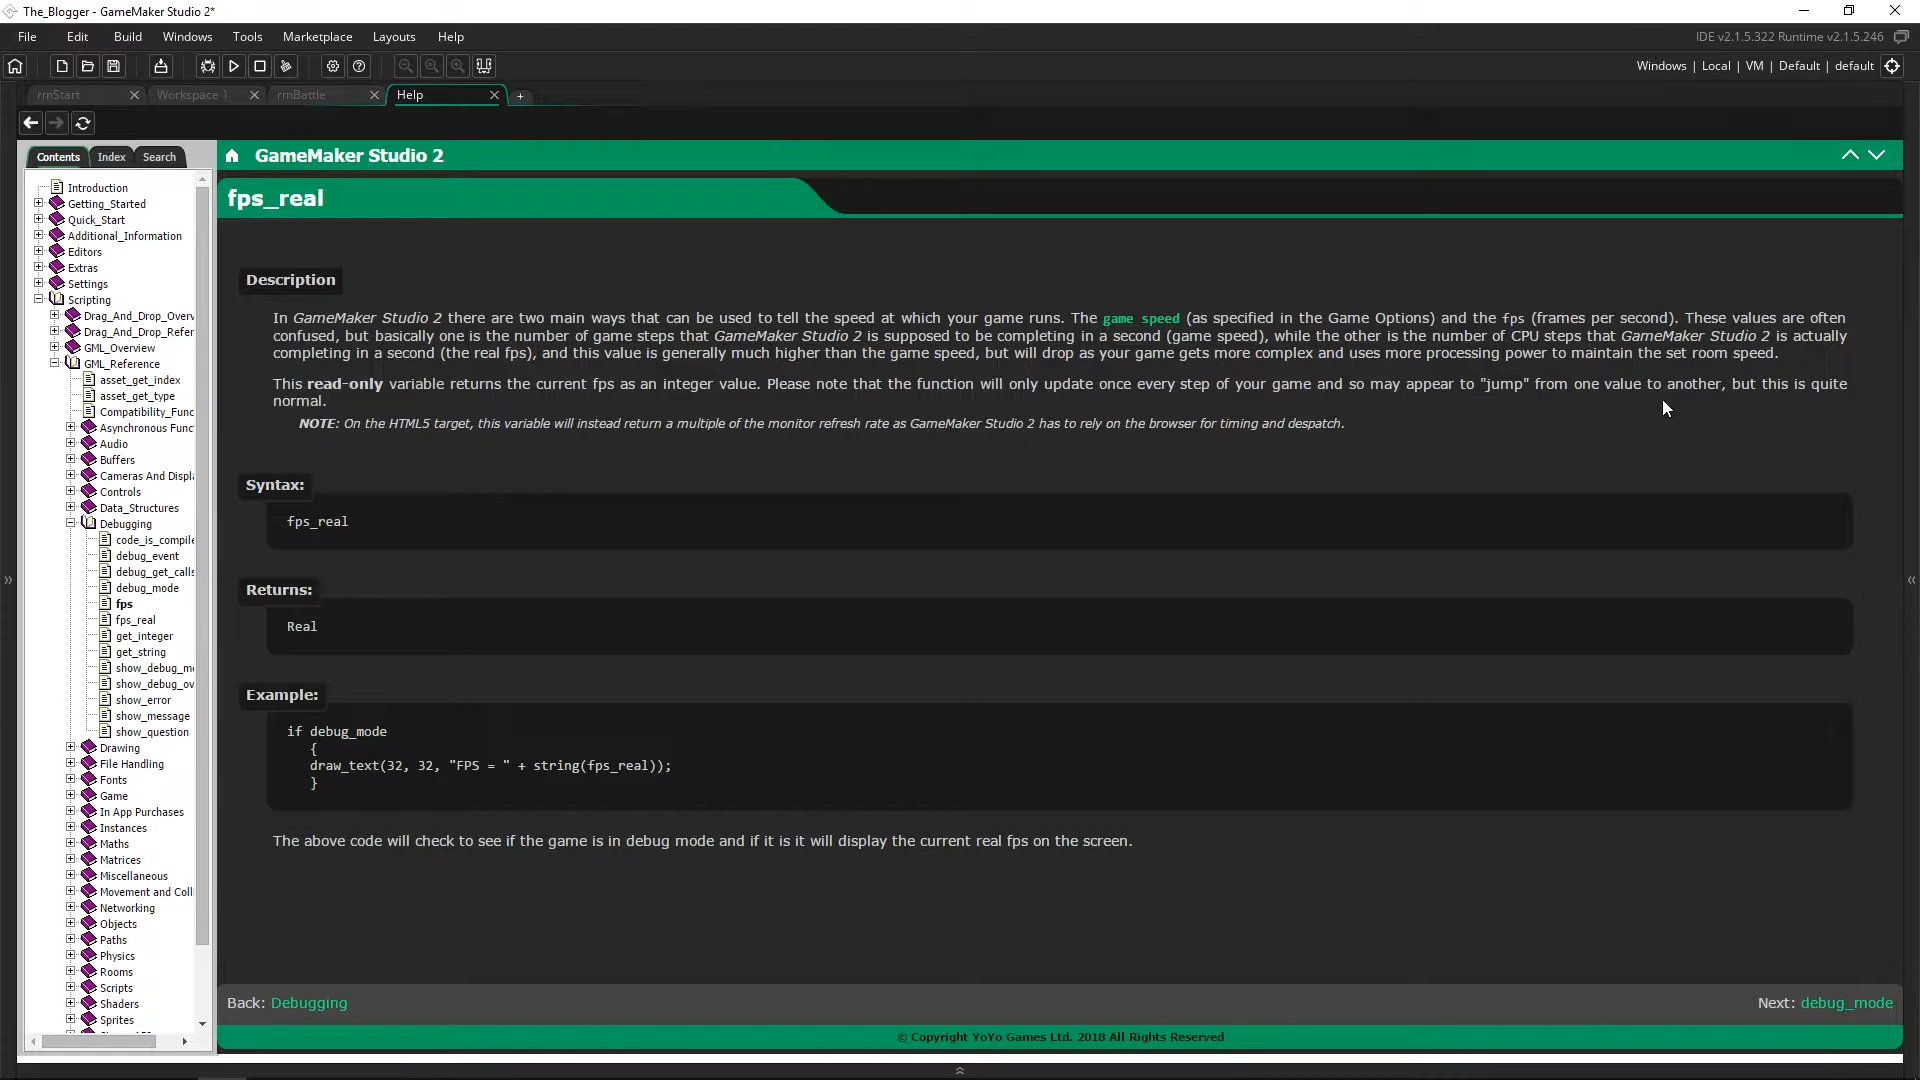 The_Blogger - GameMaker Studio 2*
File Edit Build Windows Tools Marketplace Layouts Help
IDE v2.1.5.322 Runtime v2.1.5.246
Windows | Local | VM | Default | default
rmStart Workspace 1 rmBattle Help +
Contents Index Search
GameMaker Studio 2
fps_real
Introduction
Getting_Started
Quick_Start
Additional_Information
Editors
Extras
Settings
Scripting
Drag_And_Drop_Overv
Drag_And_Drop_Refer
GML_Overview
GML_Reference
asset_get_index
asset_get_type
Compatibility_Func
Asynchronous Func
Audio
Buffers
Cameras And Displa
Controls
Data_Structures
Debugging
code_is_compile
debug_event
debug_get_calls
debug_mode
fps
fps_real
get_integer
get_string
show_debug_me
show_debug_ov
show_error
show_message
show_question
Drawing
File Handling
Fonts
Game
In App Purchases
Instances
Maths
Matrices
Miscellaneous
Movement and Coll
Networking
Objects
Paths
Physics
Rooms
Scripts
Shaders
Sprites
Description
In GameMaker Studio 2 there are two main ways that can be used to tell the speed at which your game runs. The game speed (as specified in the Game Options) and the fps (frames per second). These values are often
confused, but basically one is the number of game steps that GameMaker Studio 2 is supposed to be completing in a second (game speed), while the other is the number of CPU steps that GameMaker Studio 2 is actually
completing in a second (the real fps), and this value is generally much higher than the game speed, but will drop as your game gets more complex and uses more processing power to maintain the set room speed.
This read-only variable returns the current fps as an integer value. Please note that the function will only update once every step of your game and so may appear to "jump" from one value to another, but this is quite
normal.
NOTE: On the HTML5 target, this variable will instead return a multiple of the monitor refresh rate as GameMaker Studio 2 has to rely on the browser for timing and despatch.
Syntax:
fps_real
Returns:
Real
Example:
if debug_mode
{
draw_text(32, 32, "FPS = " + string(fps_real));
}
The above code will check to see if the game is in debug mode and if it is it will display the current real fps on the screen.
Back: Debugging
Next: debug_mode
© Copyright YoYo Games Ltd. 2018 All Rights Reserved